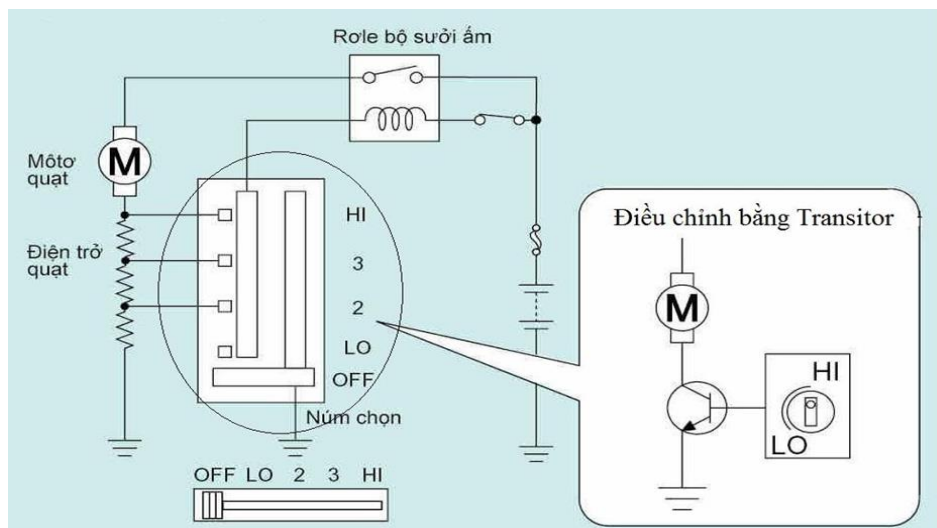 Rơle bộ sưởi ấm
M
Môtơ
quạt
Điện trở
quạt
HI
3
2
LO
OFF
Núm chọn
OFF LO 2 3 HI
Điều chỉnh bằng Transitor
M
HI
LO